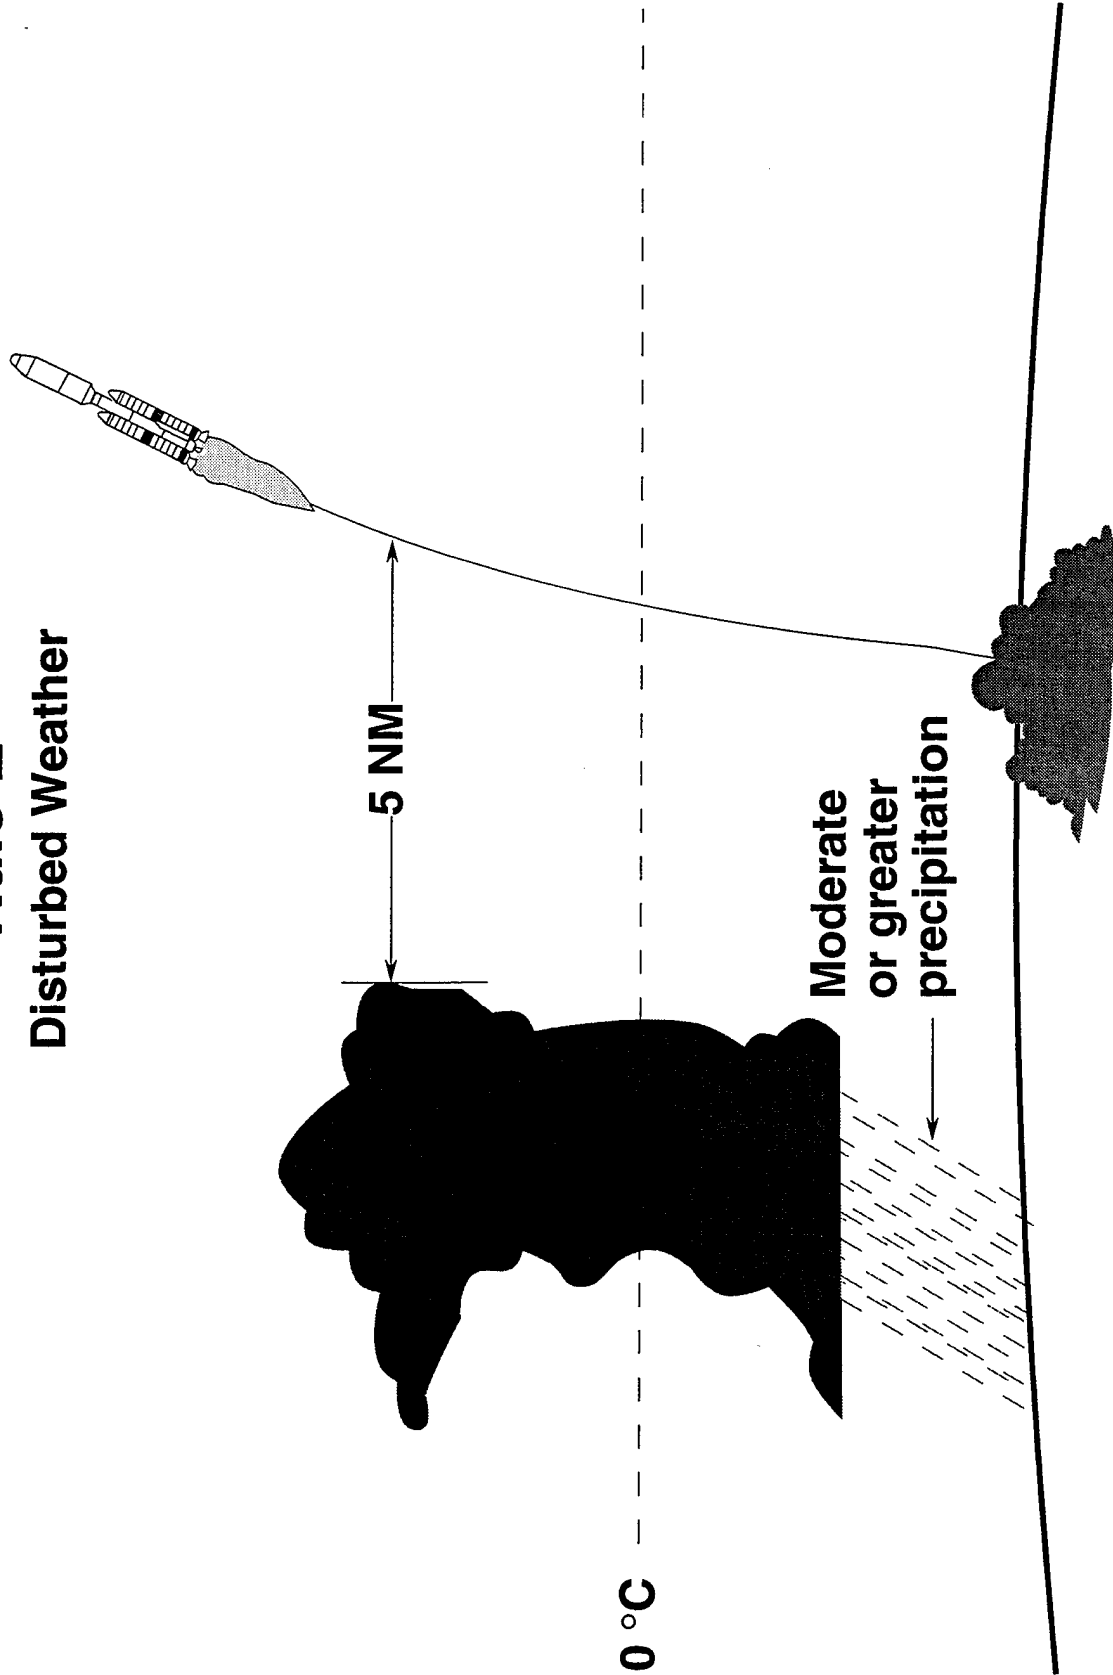 Disturbed Weather
5 NM
0 °C
Moderate
or greater
precipitation